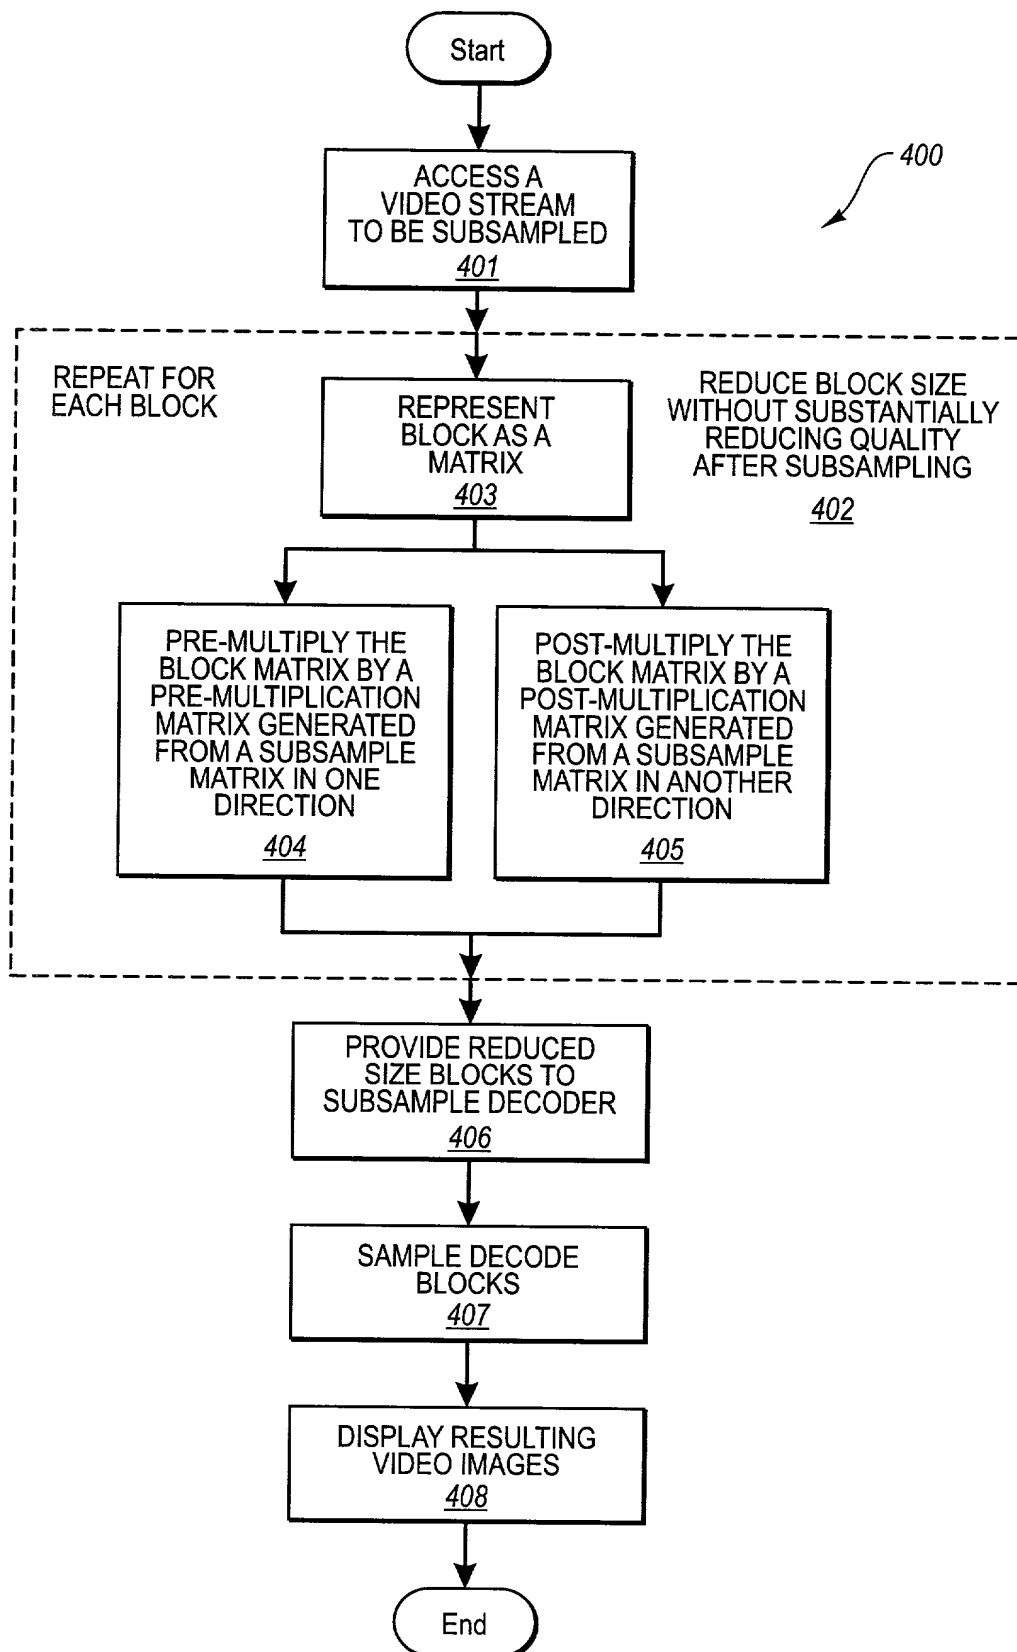 Start
ACCESS A
VIDEO STREAM
TO BE SUBSAMPLED
401
400
REPEAT FOR
EACH BLOCK
REPRESENT
BLOCK AS A
MATRIX
403
REDUCE BLOCK SIZE
WITHOUT SUBSTANTIALLY
REDUCING QUALITY
AFTER SUBSAMPLING
402
PRE-MULTIPLY THE
BLOCK MATRIX BY A
PRE-MULTIPLICATION
MATRIX GENERATED
FROM A SUBSAMPLE
MATRIX IN ONE
DIRECTION
404
POST-MULTIPLY THE
BLOCK MATRIX BY A
POST-MULTIPLICATION
MATRIX GENERATED
FROM A SUBSAMPLE
MATRIX IN ANOTHER
DIRECTION
405
PROVIDE REDUCED
SIZE BLOCKS TO
SUBSAMPLE DECODER
406
SAMPLE DECODE
BLOCKS
407
DISPLAY RESULTING
VIDEO IMAGES
408
End